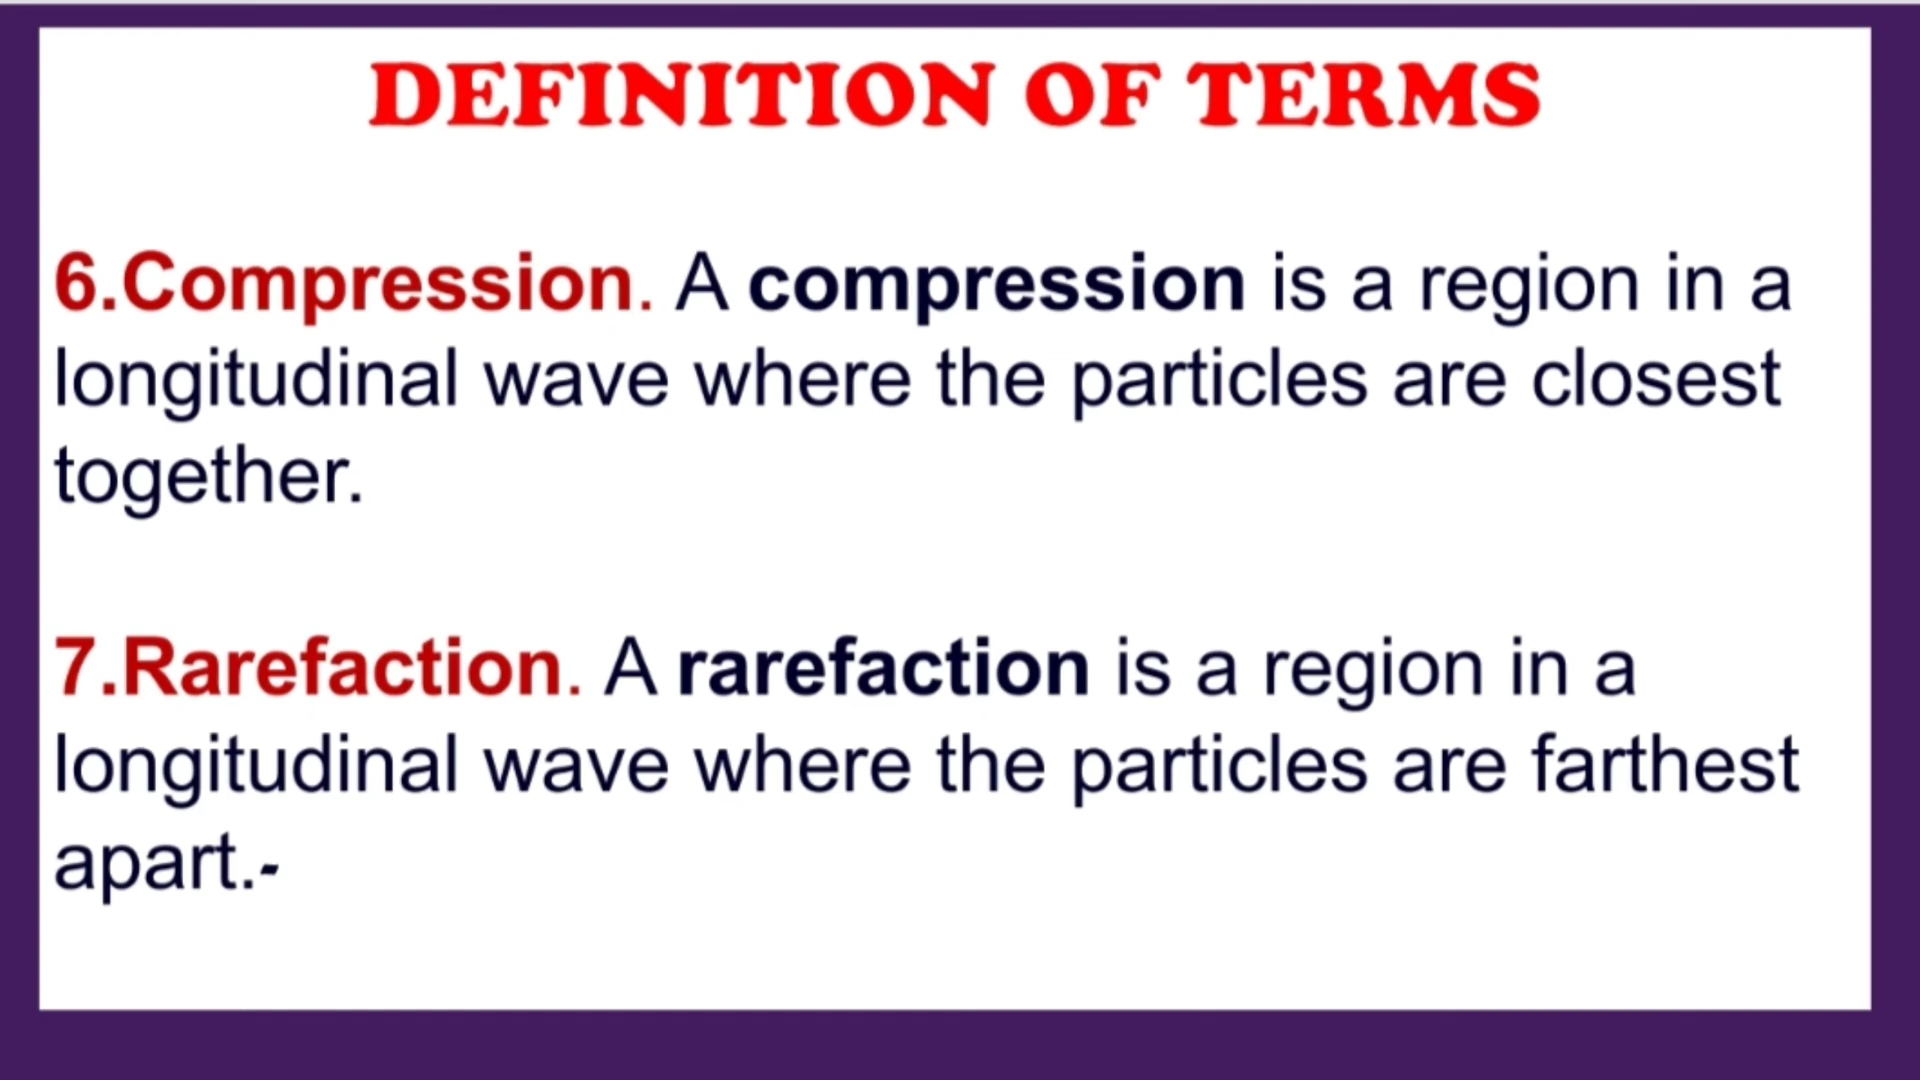 DEFINITION OF TERMS
6.Compression. A compression is a region in a
longitudinal wave where the particles are closest
together.
7.Rarefaction. A rarefaction is a region in a
longitudinal wave where the particles are farthest
apart.-